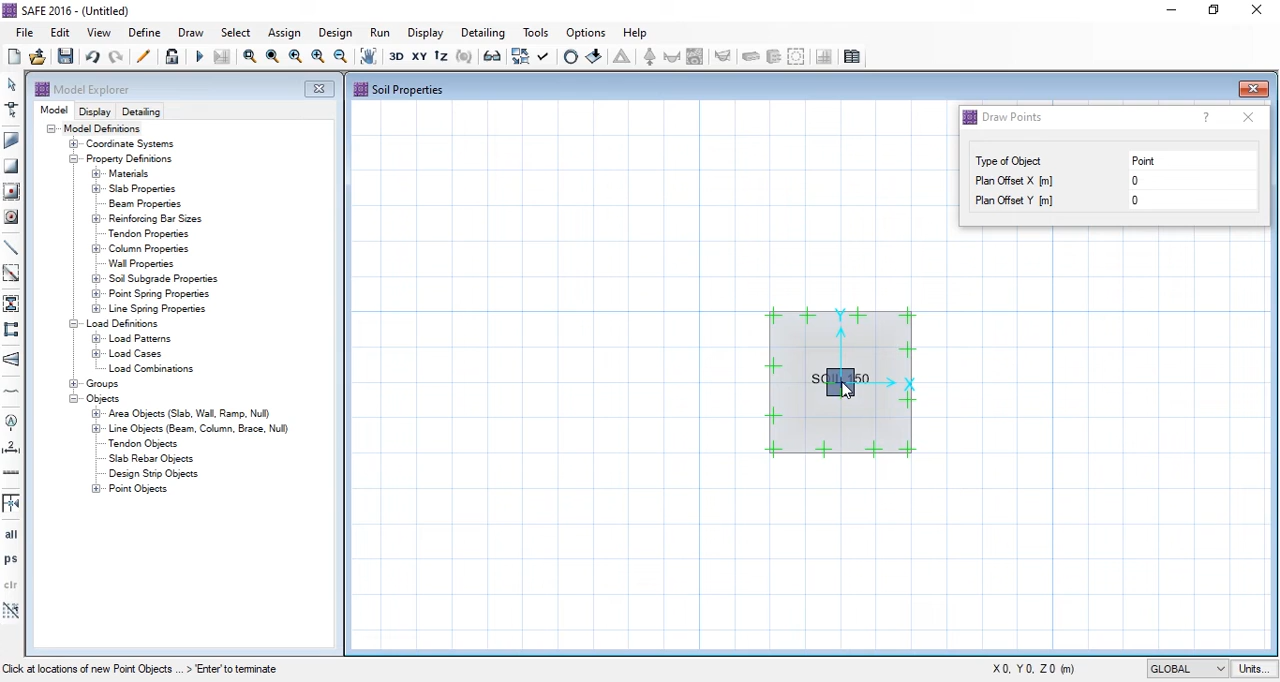 SAFE 2016 - (Untitled)
File Edit View Define Draw Select Assign Design Run Display Detailing Tools Options Help
3D XY Z
Model Explorer
Model Display Detailing
Model Definitions
Coordinate Systems
Property Definitions
Materials
Slab Properties
Beam Properties
Reinforcing Bar Sizes
Tendon Properties
Column Properties
Wall Properties
Soil Subgrade Properties
Point Spring Properties
Line Spring Properties
Load Definitions
Load Patterns
Load Cases
Load Combinations
Groups
Objects
Area Objects (Slab, Wall, Ramp, Null)
Line Objects (Beam, Column, Brace, Null)
Tendon Objects
Slab Rebar Objects
Design Strip Objects
Point Objects
all
ps
clr
Soil Properties
Y
X
Draw Points ?
Type of Object Point
Plan Offset X [m] 0
Plan Offset Y [m] 0
Click at locations of new Point Objects ... > 'Enter' to terminate
X 0, Y 0, Z 0 (m)
GLOBAL
Units...